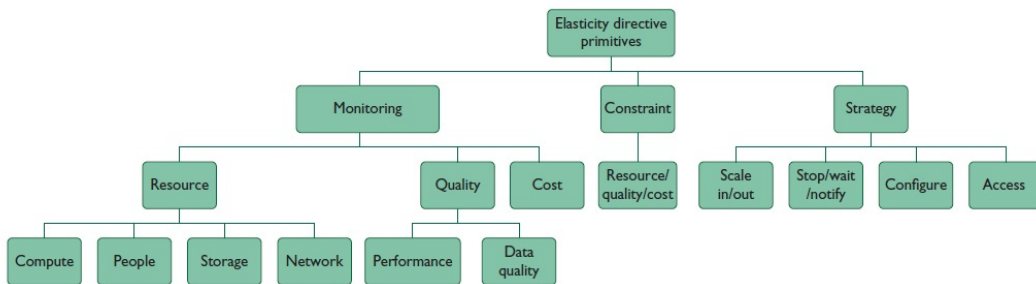 Elasticity directive
primitives
Monitoring
Constraint
Strategy
Resource
Quality
Cost
Resource/
quality/cost
Scale
in/out
Stop/wait
/notify
Configure
Access
Compute
People
Storage
Network
Performance
Data
quality